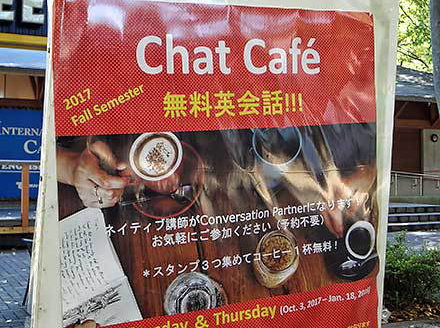 Chat Café
2017
Fall Semester
無料英会話!!!
INTERNA
CA
ネイティブ講師がConversation Partnerになります!
お気軽にご参加ください(予約不要)
*スタンプ3つ集めてコーヒー1杯無料!
day & Thursday (Oct. 3, 2017 – Jan. 18, 2018)